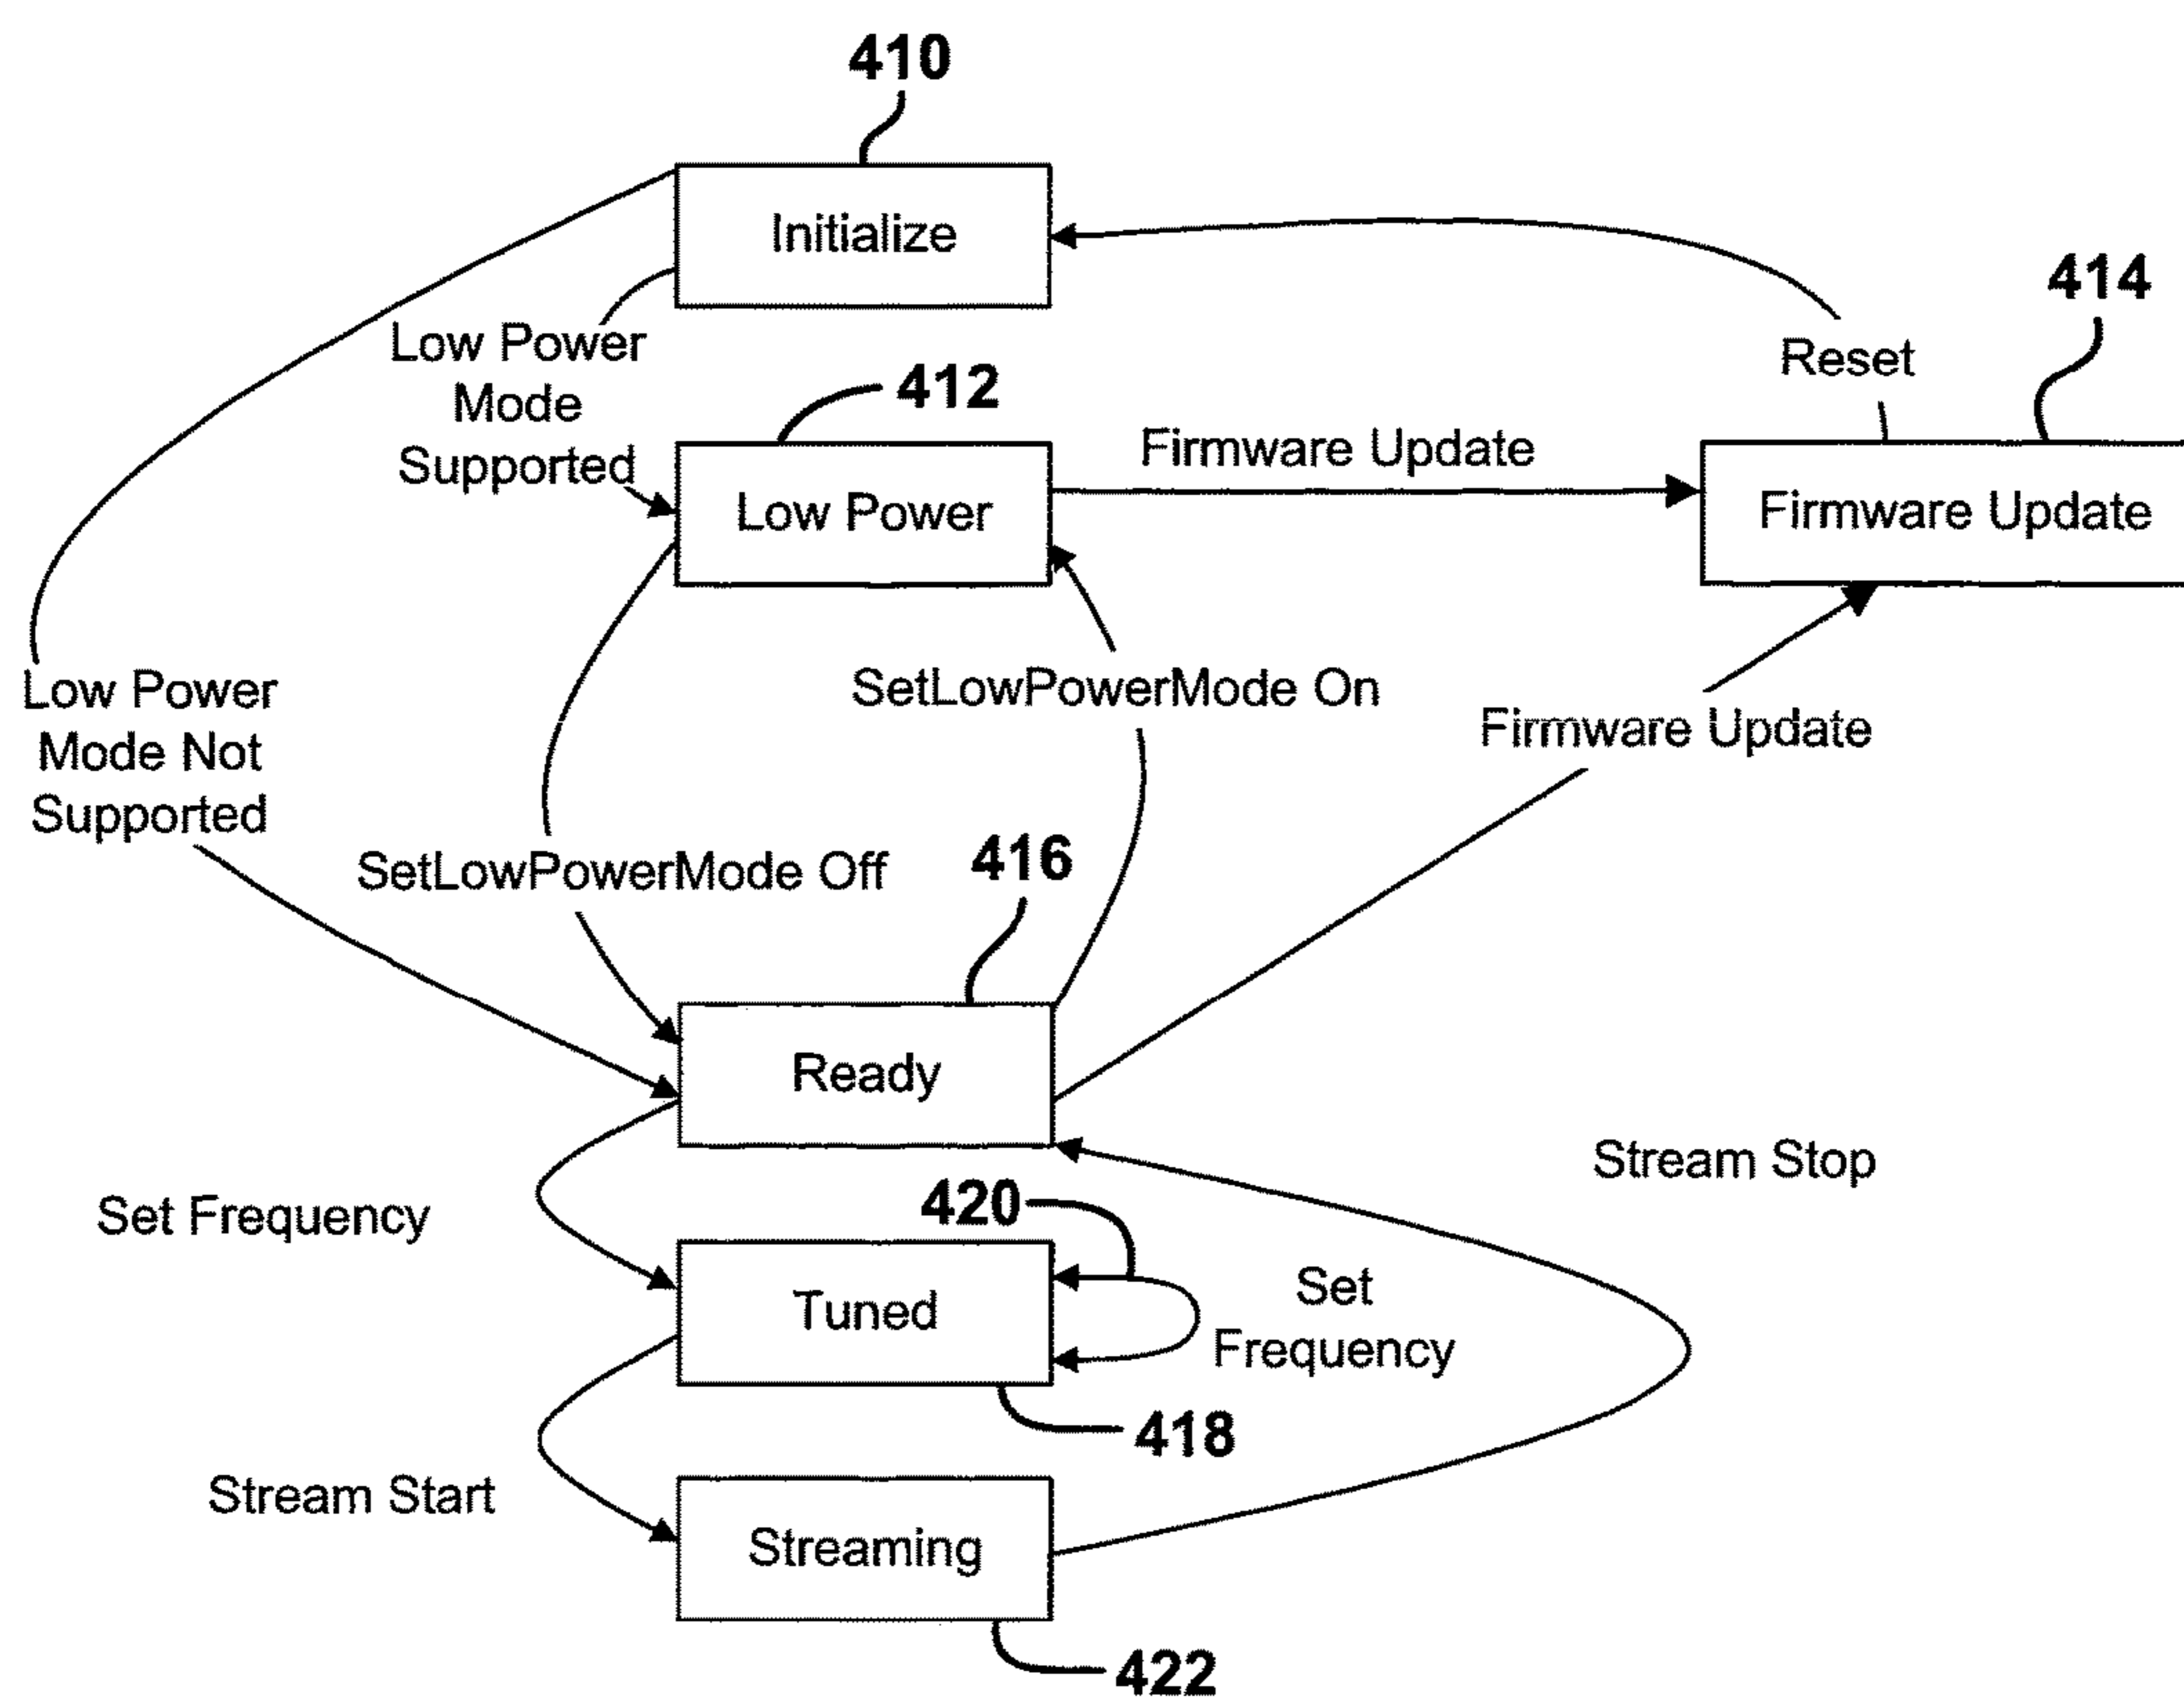 410
Initialize
414
Low Power
Mode
Supported
412
Reset
Firmware Update
Low Power
Firmware Update
Low Power
Mode Not
Supported
SetLowPowerMode On
Firmware Update
SetLowPowerMode Off
416
Ready
Stream Stop
Set Frequency
420
Tuned
Set
Frequency
418
Stream Start
Streaming
422